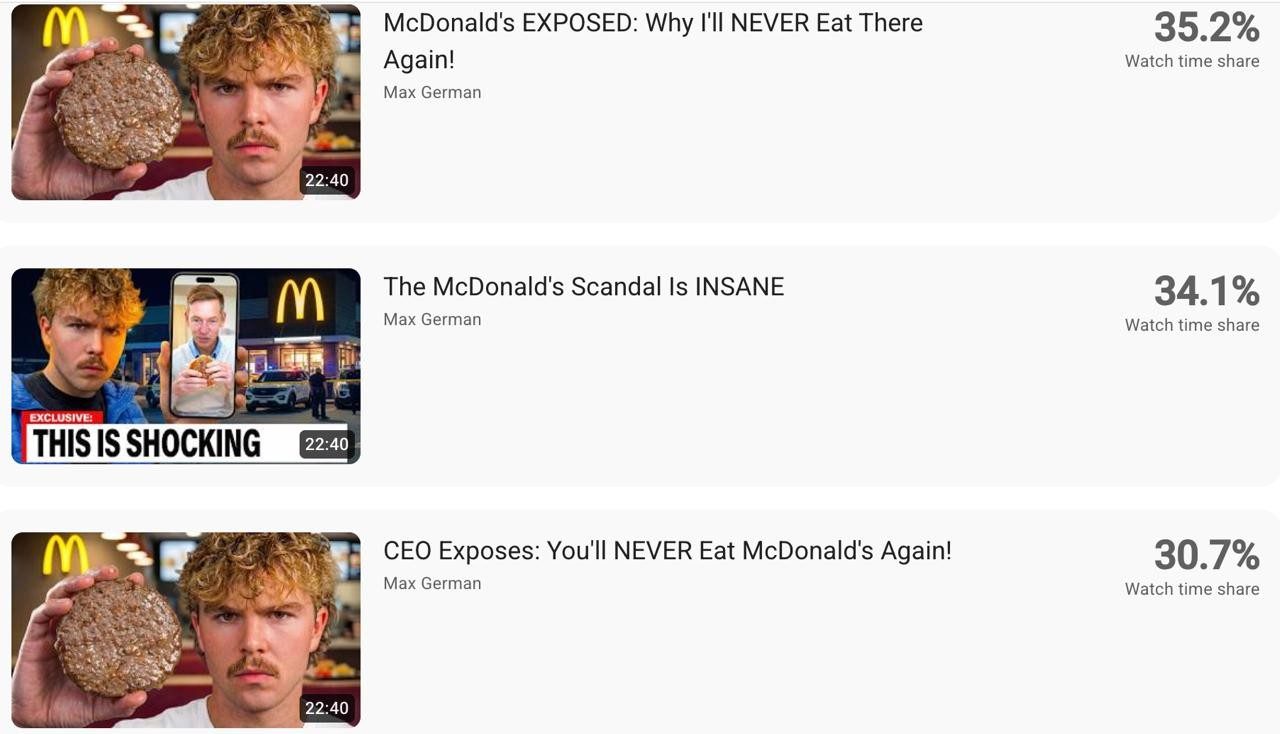 McDonald's EXPOSED: Why I'll NEVER Eat There
Again!
Max German
35.2%
Watch time share
22:40
The McDonald's Scandal Is INSANE
Max German
34.1%
Watch time share
EXCLUSIVE:
THIS IS SHOCKING
22:40
CEO Exposes: You'll NEVER Eat McDonald's Again!
Max German
30.7%
Watch time share
22:40